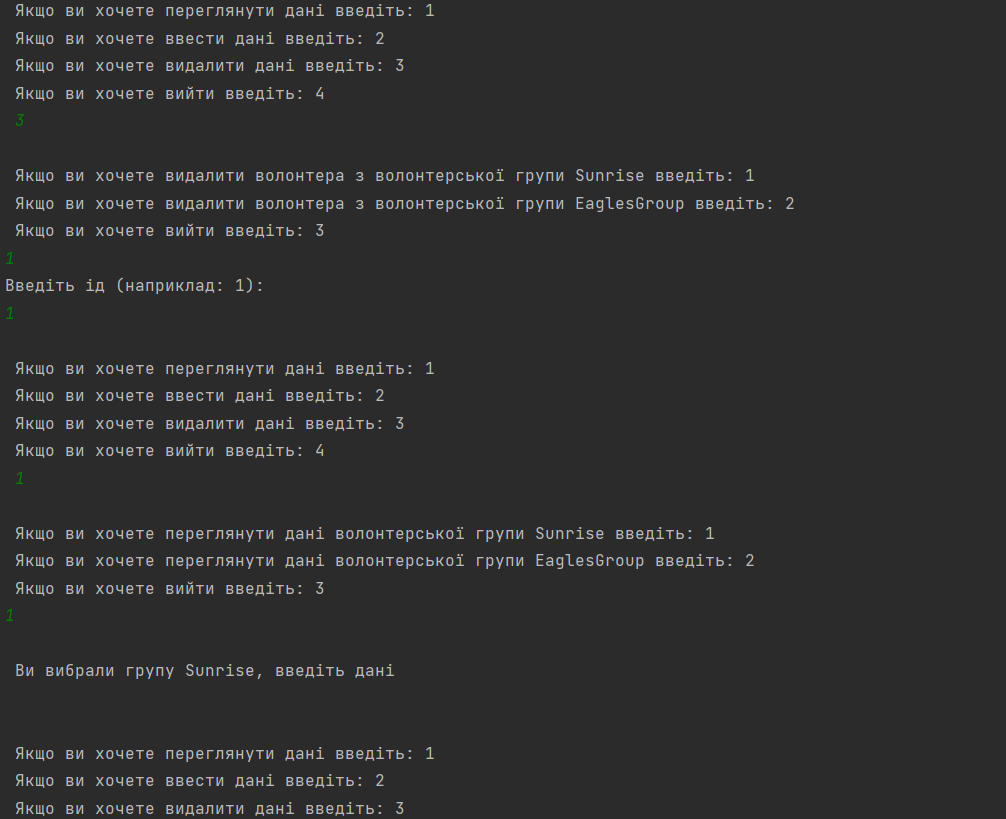 Якщо ви хочете переглянути дані введіть: 1
Якщо ви хочете ввести дані введіть: 2
Якщо ви хочете видалити дані введіть: 3
Якщо ви хочете вийти введіть: 4
3
Якщо ви хочете видалити волонтера з волонтерської групи Sunrise введіть: 1
Якщо ви хочете видалити волонтера з волонтерської групи EaglesGroup введіть: 2
Якщо ви хочете вийти введіть: 3
1
Введіть ід (наприклад: 1):
1
Якщо ви хочете переглянути дані введіть: 1
Якщо ви хочете ввести дані введіть: 2
Якщо ви хочете видалити дані введіть: 3
Якщо ви хочете вийти введіть: 4
1
Якщо ви хочете переглянути дані волонтерської групи Sunrise введіть: 1
Якщо ви хочете переглянути дані волонтерської групи EaglesGroup введіть: 2
Якщо ви хочете вийти введіть: 3
1
Ви вибрали групу Sunrise, введіть дані
Якщо ви хочете переглянути дані введіть: 1
Якщо ви хочете ввести дані введіть: 2
Якщо ви хочете видалити дані введіть: 3